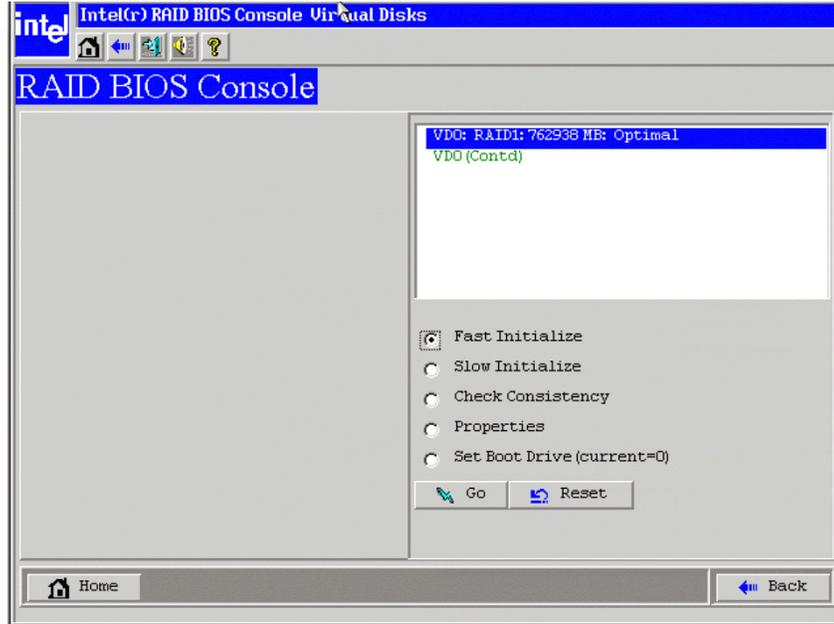 intel
Intel(r) RAID BIOS Console Virtual Disks
RAID BIOS Console
VD0: RAID1: 762938 MB: Optimal
VD0 (Contd)
Fast Initialize
Slow Initialize
Check Consistency
Properties
Set Boot Drive (current=0)
Go
Reset
Home
Back